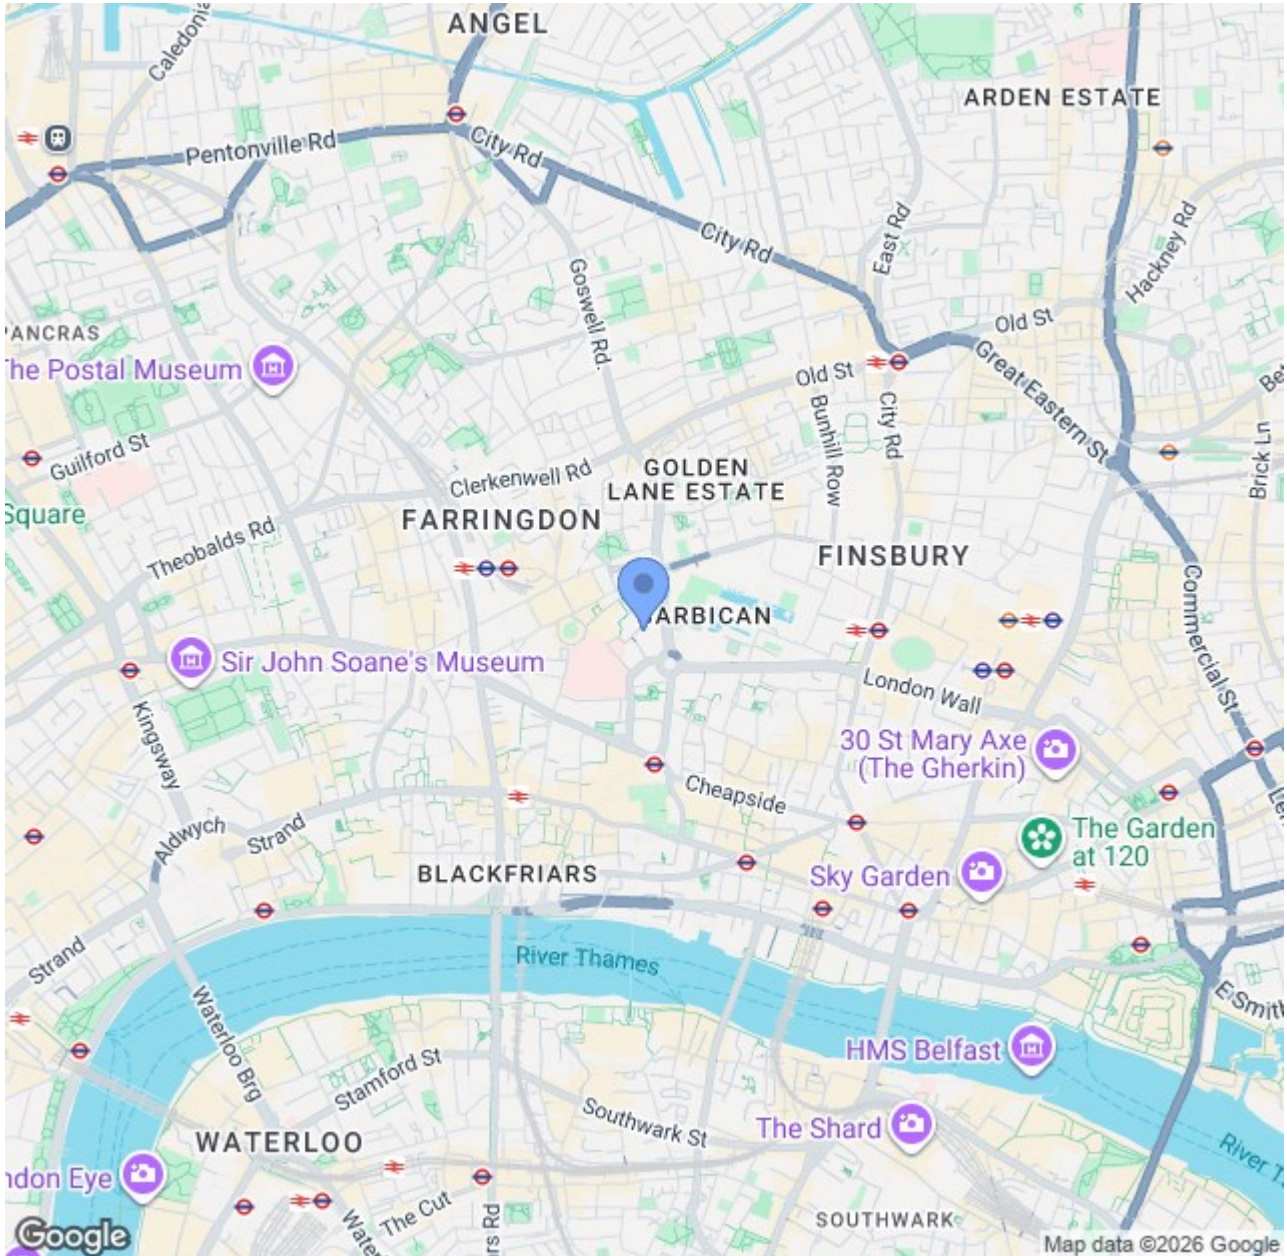 ANGEL
Caledonia
ARDEN ESTATE
Pentonville Rd
City Rd
City Rd
East Rd
Hackney Rd
Goswell Rd.
PANCRAS
Old St
The Postal Museum
Old St
Great Eastern St
Bet
Bunhill Row
City Rd
Guilford St
Brick Ln
GOLDEN
LANE ESTATE
Clerkenwell Rd
Square
FARRINGDON
Theobalds Rd
FINSBURY
Commercial St
ARBICAN
Sir John Soane's Museum
London Wall
Kingsway
30 St Mary Axe
(The Gherkin)
Cheapside
Aldwych
Strand
The Garden
at 120
BLACKFRIARS
Sky Garden
Strand
River Thames
E Smith
Waterloo Brg
HMS Belfast
Stamford St
Southwark St
The Shard
WATERLOO
River T
ndon Eye
The Cut
rs Rd
Water
SOUTHWARK
Google
Map data ©2026 Google